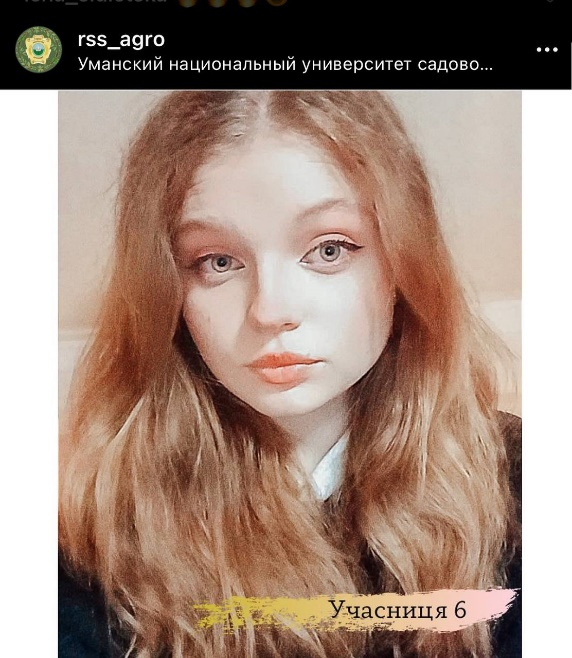 rss_agro
Уманский национальный университет садово...
Учасниця 6